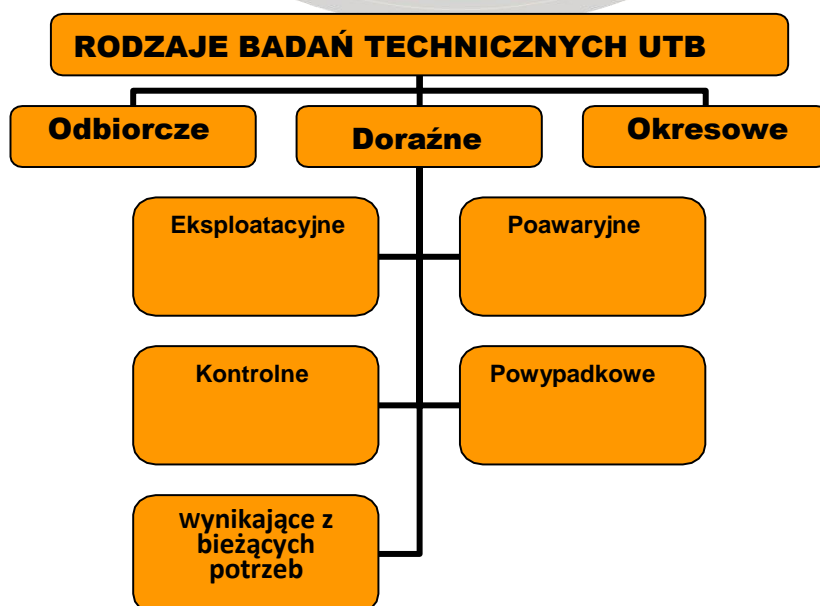 RODZAJE BADAŃ TECHNICZNYCH UTB
Odbiorcze
Doraźne
Okresowe
Eksploatacyjne
Poawaryjne
Kontrolne
Powypadkowe
wynikające z
bieżących
potrzeb